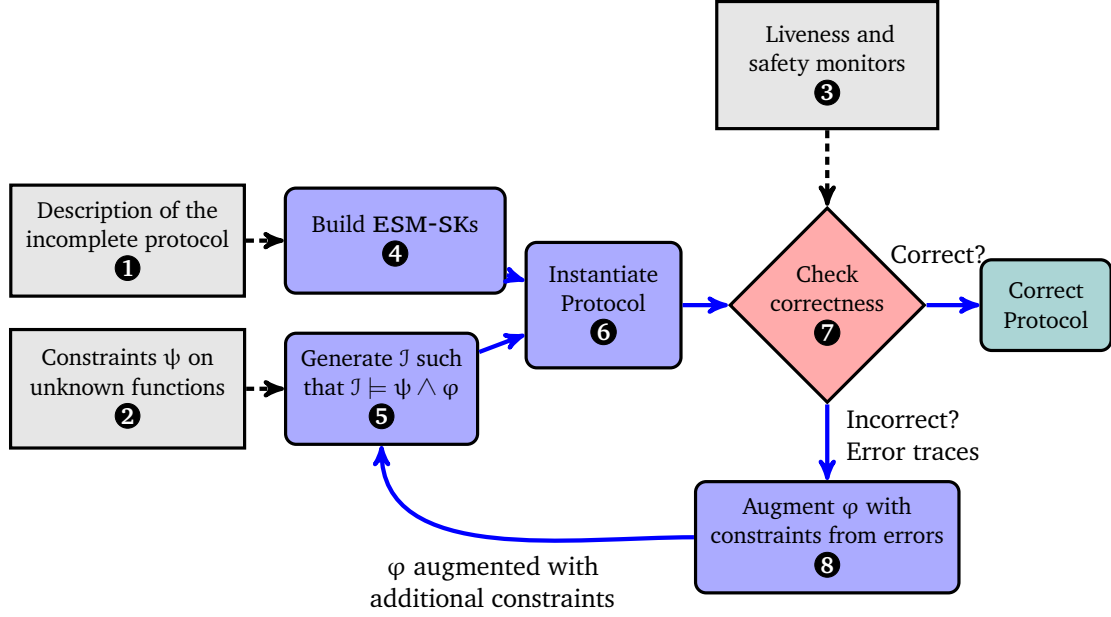 Liveness and
safety monitors
❸
Description of the
incomplete protocol
❶
Build ESM-SKs
❹
Constraints ψ on
unknown functions
❷
Generate ℐ such
that ℐ ⊨ ψ ∧ φ
❺
Instantiate
Protocol
❻
Check
correctness
❼
Correct?
Correct
Protocol
Incorrect?
Error traces
Augment φ with
constraints from errors
❽
φ augmented with
additional constraints